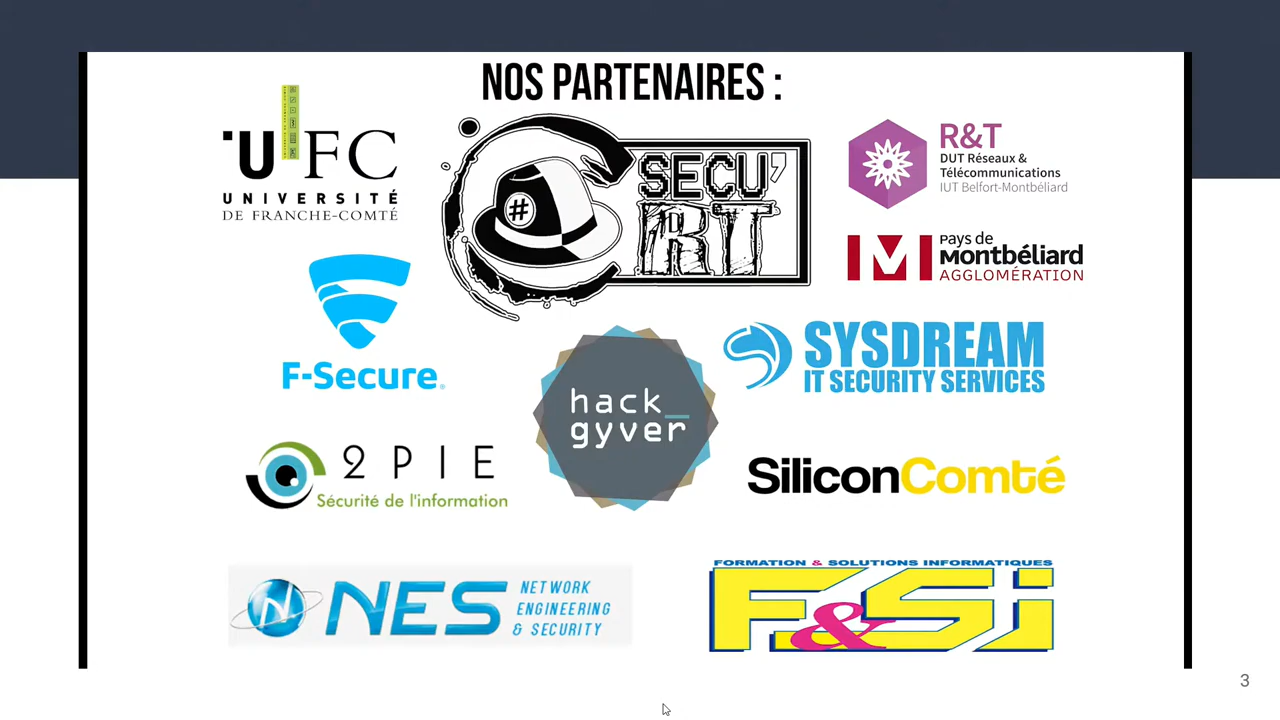 NOS PARTENAIRES :
UFC
UNIVERSITÉ
DE FRANCHE-COMTÉ
#
SECU'
RT
R&T
DUT Réseaux &
Télécommunications
IUT Belfort-Montbéliard
M
pays de
Montbéliard
AGGLOMÉRATION
F-Secure.
SYSDREAM
IT SECURITY SERVICES
hack_
gyver
2PIE
Sécurité de l'information
SiliconComté
N NES
NETWORK
ENGINEERING
& SECURITY
FORMATION & SOLUTIONS INFORMATIQUES
F&Si
3